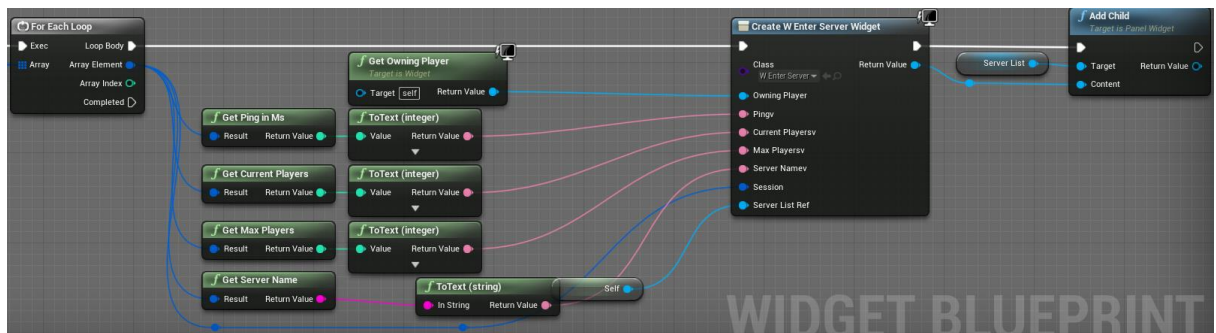 For Each Loop
Exec
Loop Body
Array
Array Element
Array Index
Completed
f Get Owning Player
Target is Widget
Target self
Return Value
f Get Ping in Ms
Result
Return Value
f ToText (integer)
Value
Return Value
f Get Current Players
Result
Return Value
f ToText (integer)
Value
Return Value
f Get Max Players
Result
Return Value
f ToText (integer)
Value
Return Value
f Get Server Name
Result
Return Value
f ToText (string)
In String
Return Value
Self
Create W Enter Server Widget
Class
W Enter Server
Return Value
Owning Player
Pingv
Current Playersv
Max Playersv
Server Namev
Session
Server List Ref
Server List
f Add Child
Target is Panel Widget
Target
Return Value
Content
WIDGET BLUEPRINT